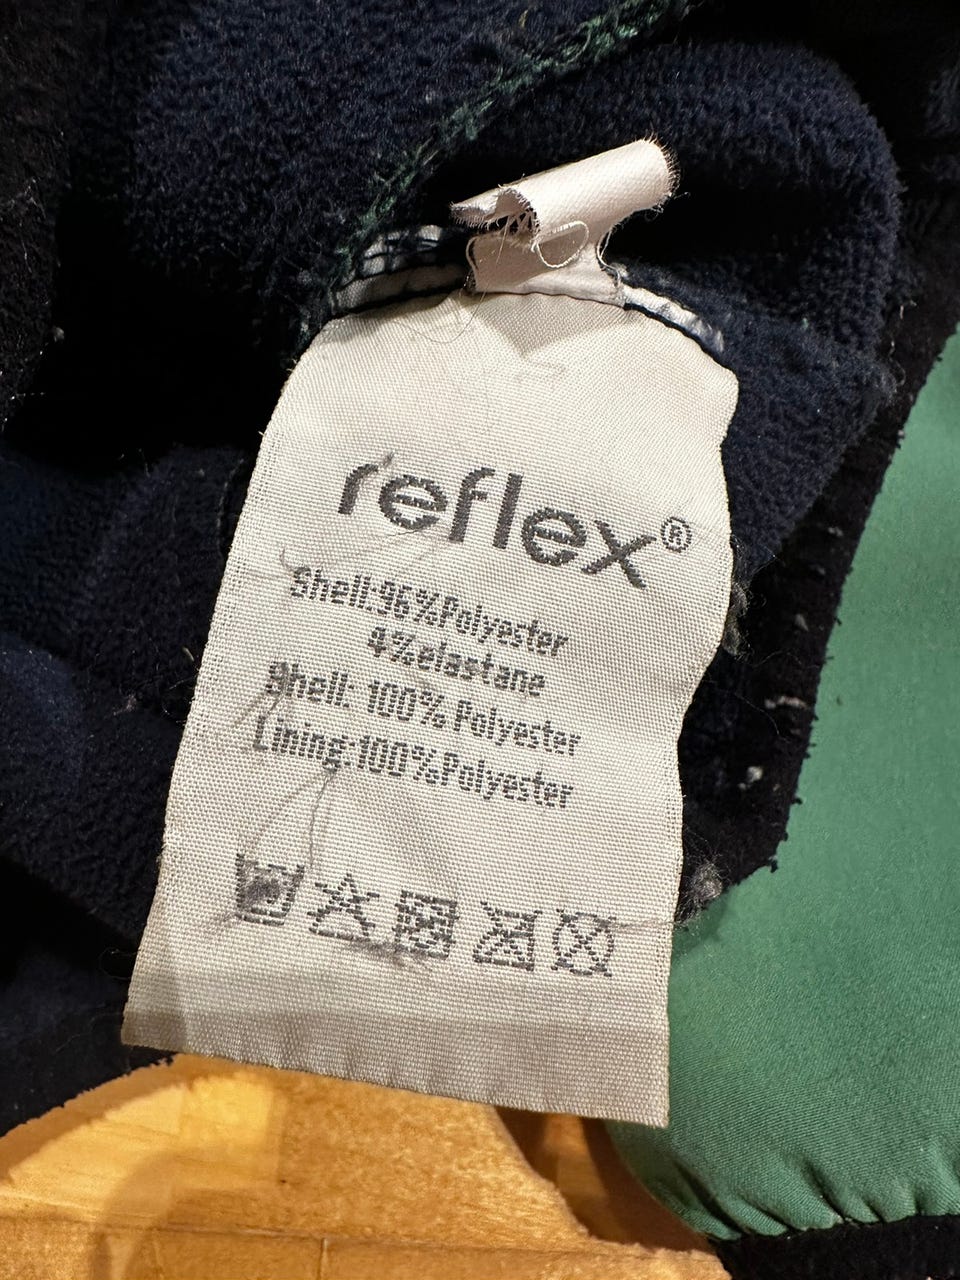 reflex®
Shell:96%Polyester
4%elastane
Shell: 100% Polyester
Lining:100%Polyester